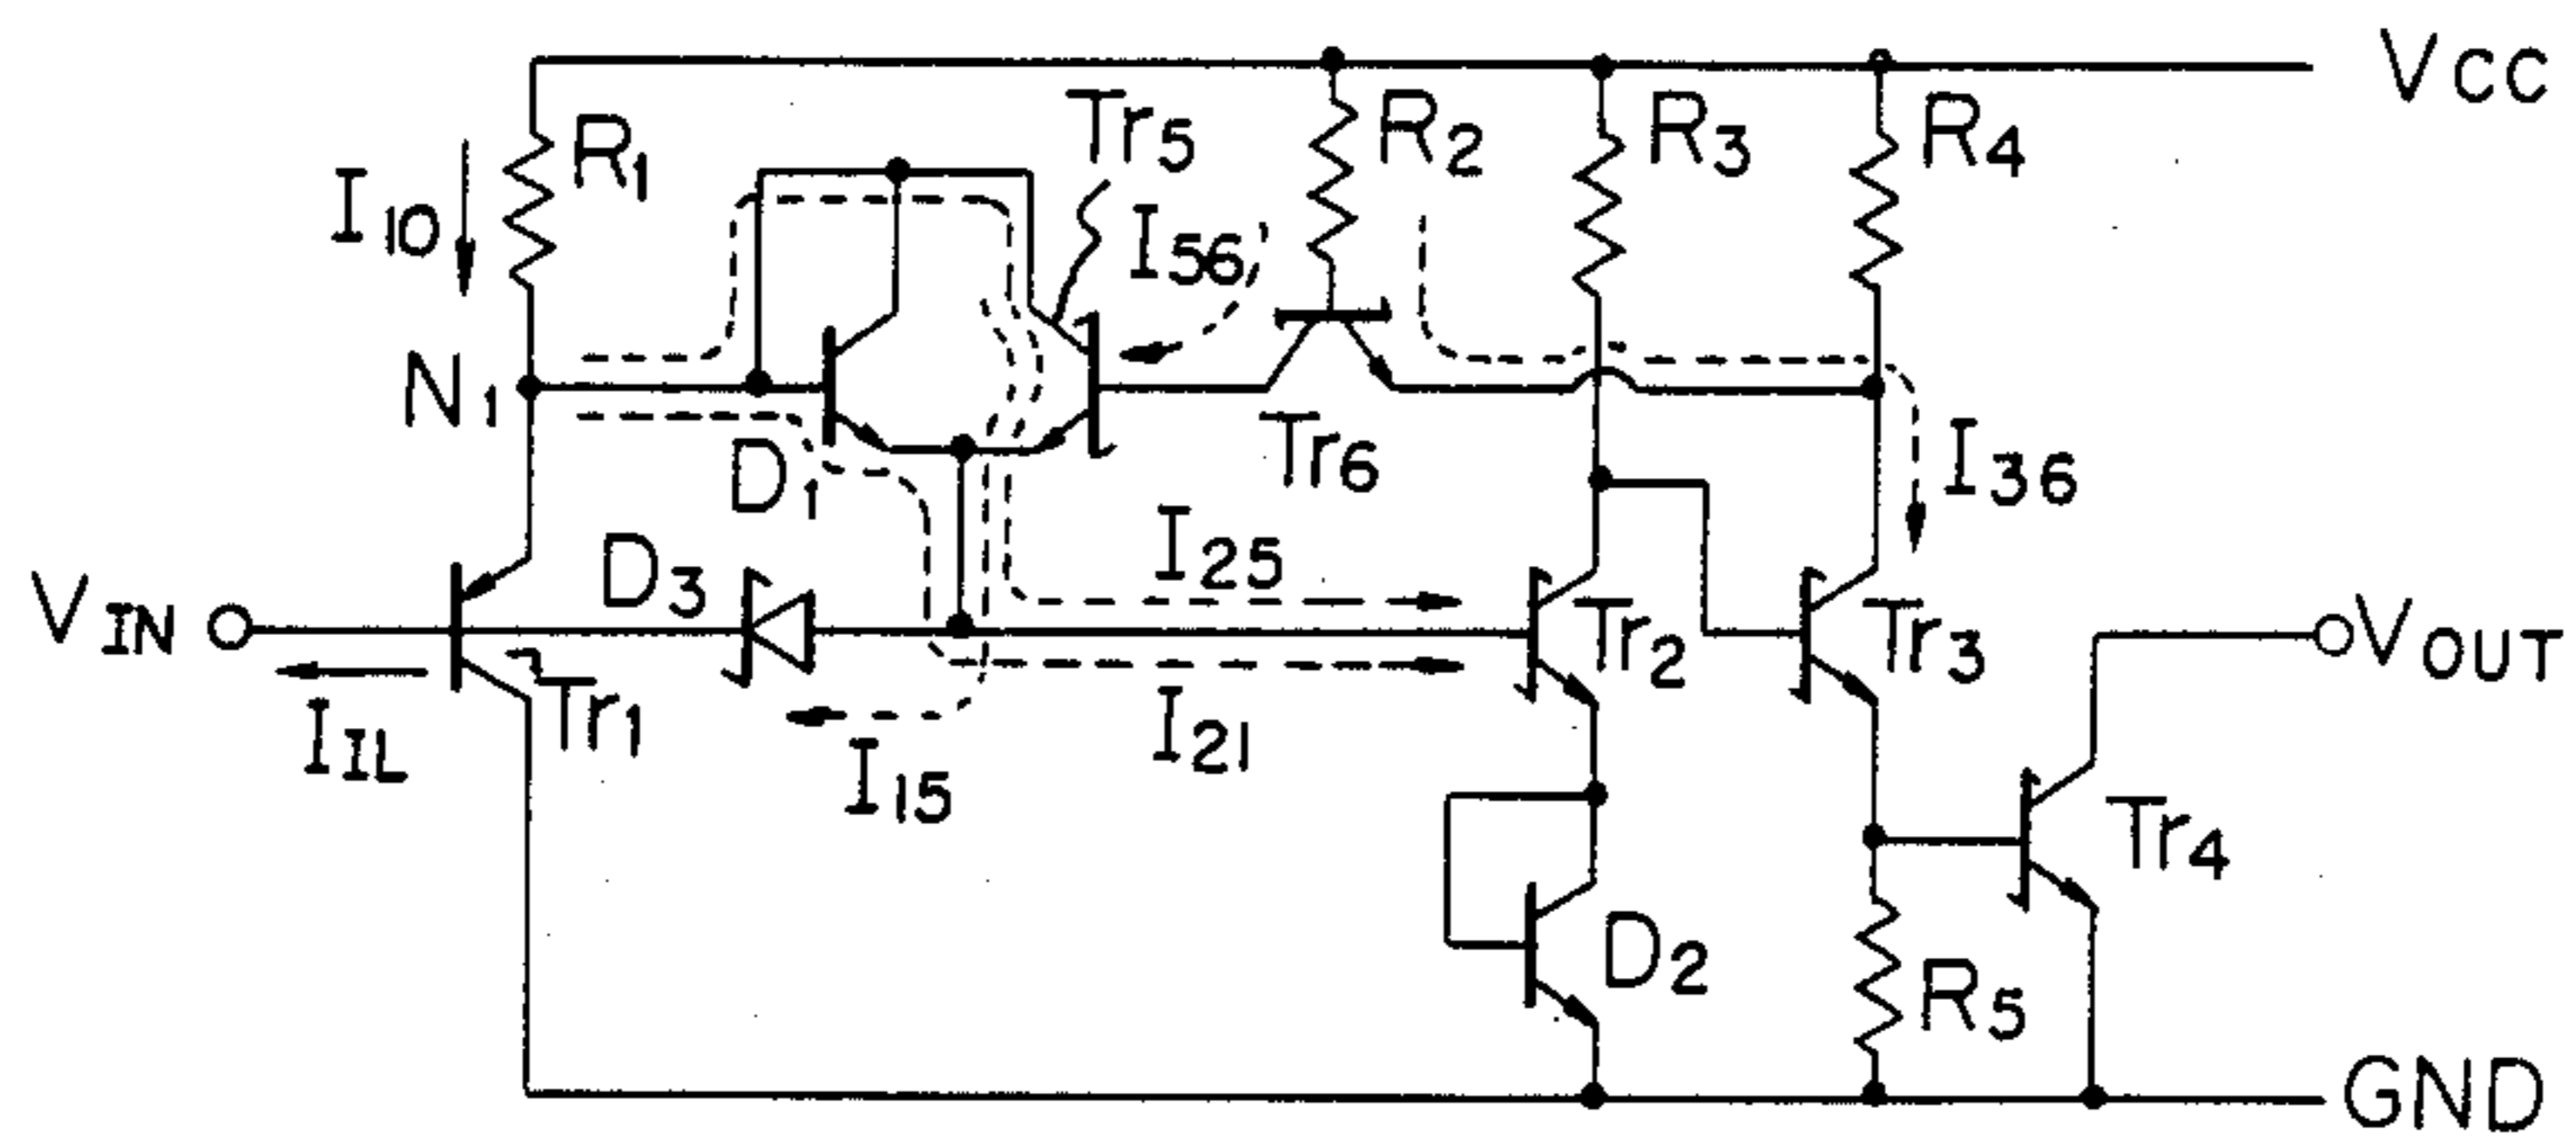 VCC
R1
Tr5
R2
R3
R4
I10
I56
N1
D1
Tr6
I36
D3
I25
VIN
Tr2
Tr3
VOUT
IIL
Tr1
I21
I15
Tr4
D2
R5
GND